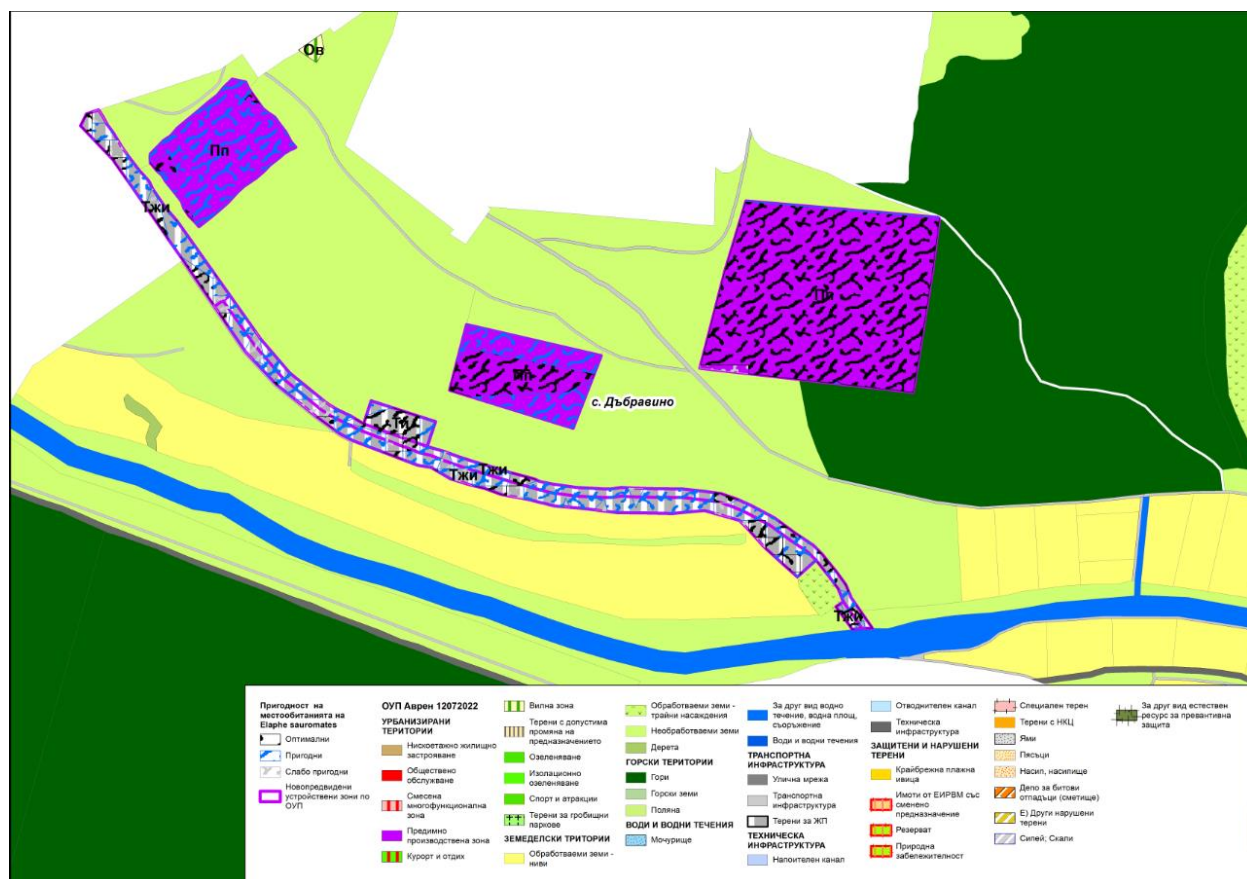 Ов
Пп
Тжи
Пп
Пп
с. Дъбравино
Ти
Тжи
Тжи
Тжи
Пригодност на
местообитанията на
Elaphe sauromates
Оптимални
Пригодни
Слабо пригодни
Новопредвидени
устройствени зони по
ОУП
ОУП Аврен 12072022
УРБАНИЗИРАНИ
ТЕРИТОРИИ
Нискоетажно жилищно
застрояване
Обществено
обслужване
Смесена
многофункционална
зона
Предимно
производствена зона
Курорт и отдих
Вилна зона
Терени с допустима
промяна на
предназначението
Озеленяване
Изолационно
озеленяване
Спорт и атракции
Терени за гробищни
паркове
ЗЕМЕДЕЛСКИ ТРИТОРИИ
Обработваеми земи -
ниви
Обработваеми земи -
трайни насаждения
Необработваеми земи
Дерета
ГОРСКИ ТЕРИТОРИИ
Гори
Горски земи
Поляна
ВОДИ И ВОДНИ ТЕЧЕНИЯ
Мочурище
За друг вид водно
течение, водна площ,
съоръжение
Води и водни течения
ТРАНСПОРТНА
ИНФРАСТРУКТУРА
Улична мрежа
Транспортна
инфраструктура
Терени за ЖП
ТЕХНИЧЕСКА
ИНФРАСТРУКТУРА
Напоителен канал
Отводнителен канал
Техническа
инфраструктура
ЗАЩИТЕНИ И НАРУШЕНИ
ТЕРЕНИ
Крайбрежна плажна
ивица
Имоти от ЕИРВМ със
сменено
предназначение
Резерват
Природна
забележителност
Специален терен
Терени с НКЦ
Ями
Пясъци
Насип, насипище
Депо за битови
отпадъци (сметище)
Е) Други нарушени
терени
Сипей; Скали
За друг вид естествен
ресурс за превантивна
защита